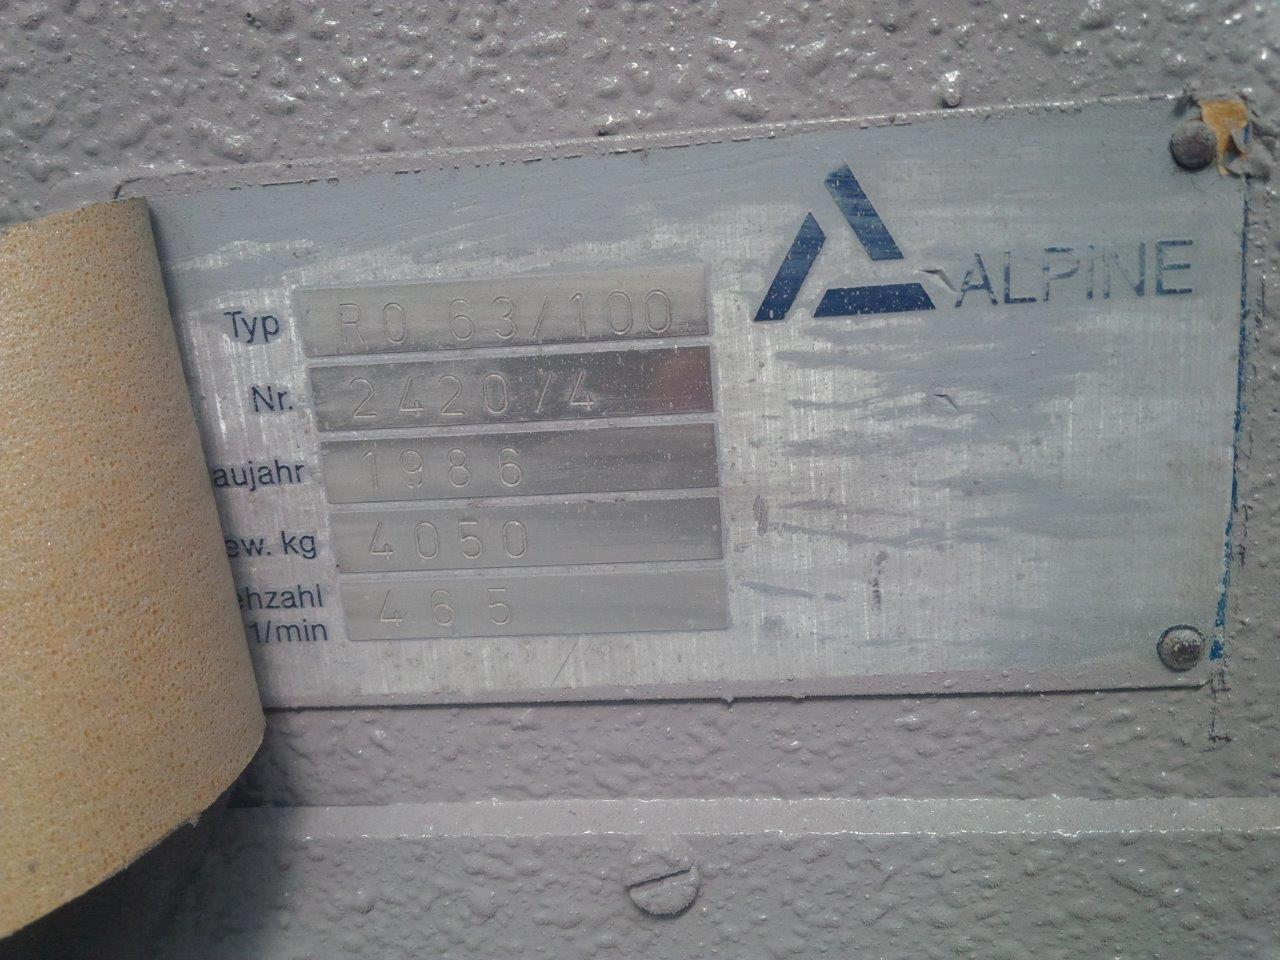 ALPINE
Typ RO 63/100
Nr. 2420/4
aujahr 1986
ew. kg 4050
ehzahl
1/min 465